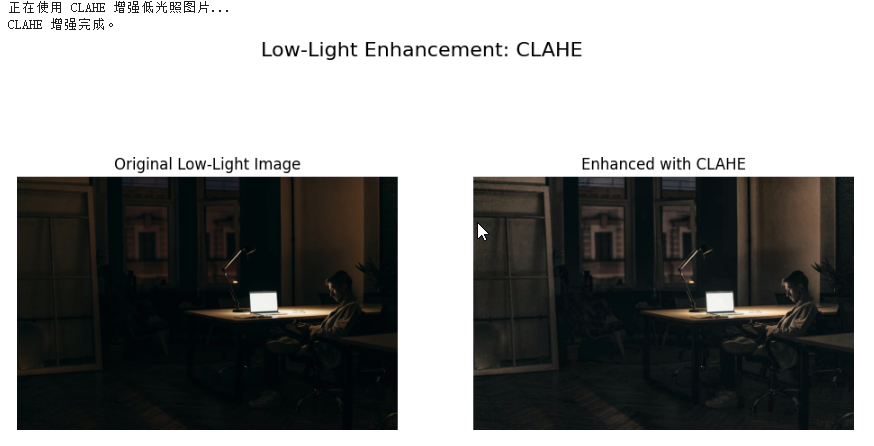 正在使用 CLAHE 增强低光照图片...
CLAHE 增强完成。
Low-Light Enhancement: CLAHE
Original Low-Light Image
Enhanced with CLAHE